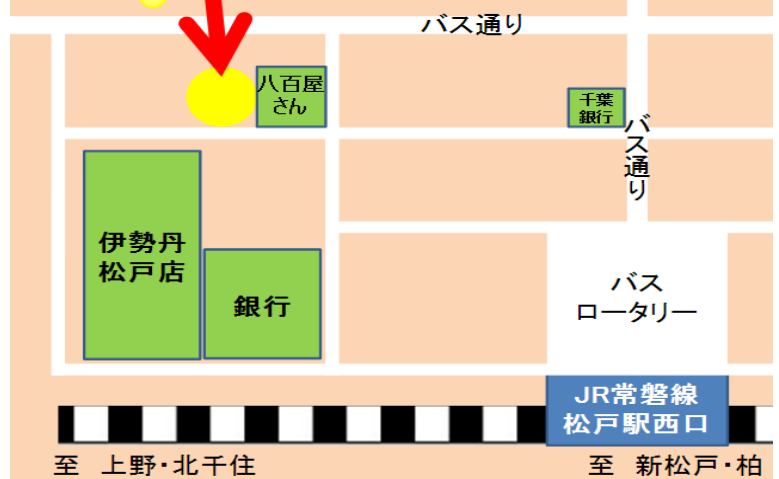 バス通り
八百屋
さん
千葉
銀行
バス通り
伊勢丹
松戸店
銀行
バス
ロータリー
JR常磐線
松戸駅西口
至 上野・北千住
至 新松戸・柏